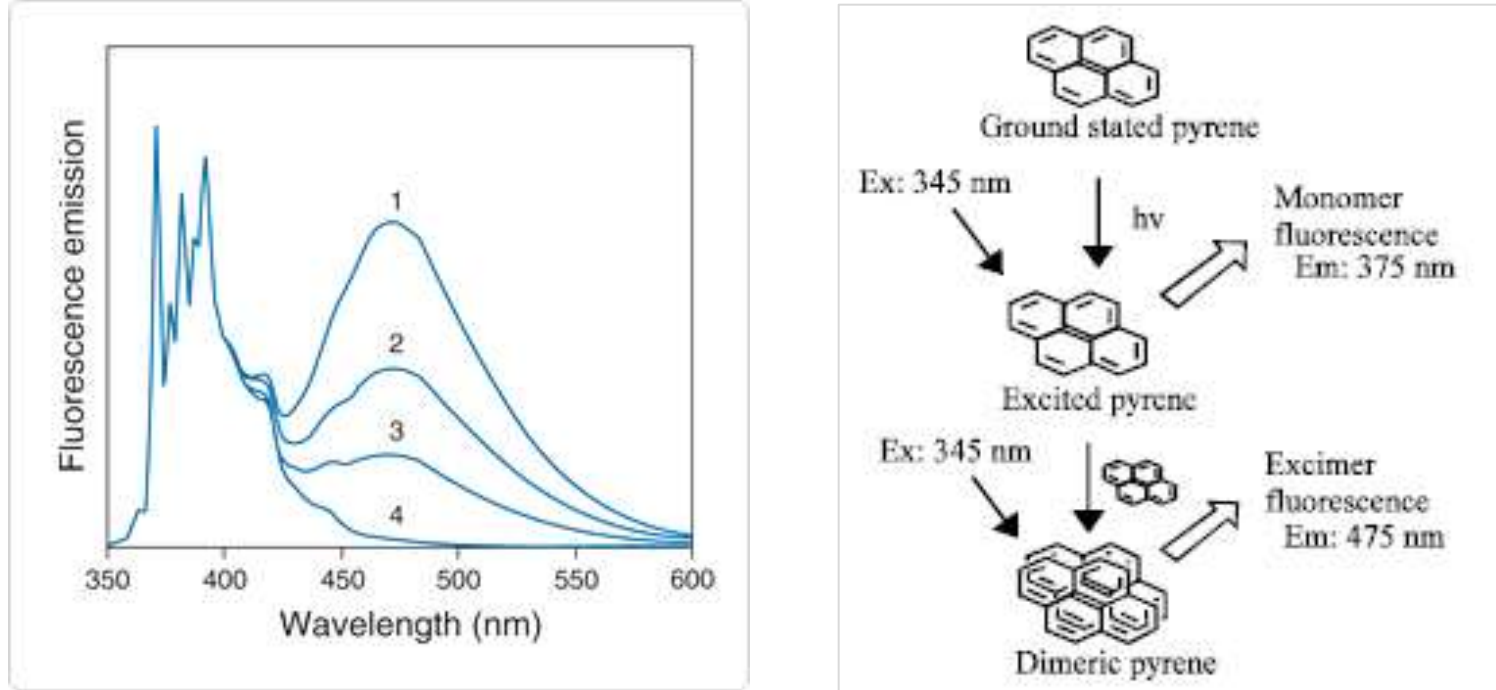 Fluorescence emission
1
2
3
4
350 400 450 500 550 600
Wavelength (nm)
Ground stated pyrene
Ex: 345 nm
hv
Monomer
fluorescence
Em: 375 nm
Excited pyrene
Ex: 345 nm
Excimer
fluorescence
Em: 475 nm
Dimeric pyrene